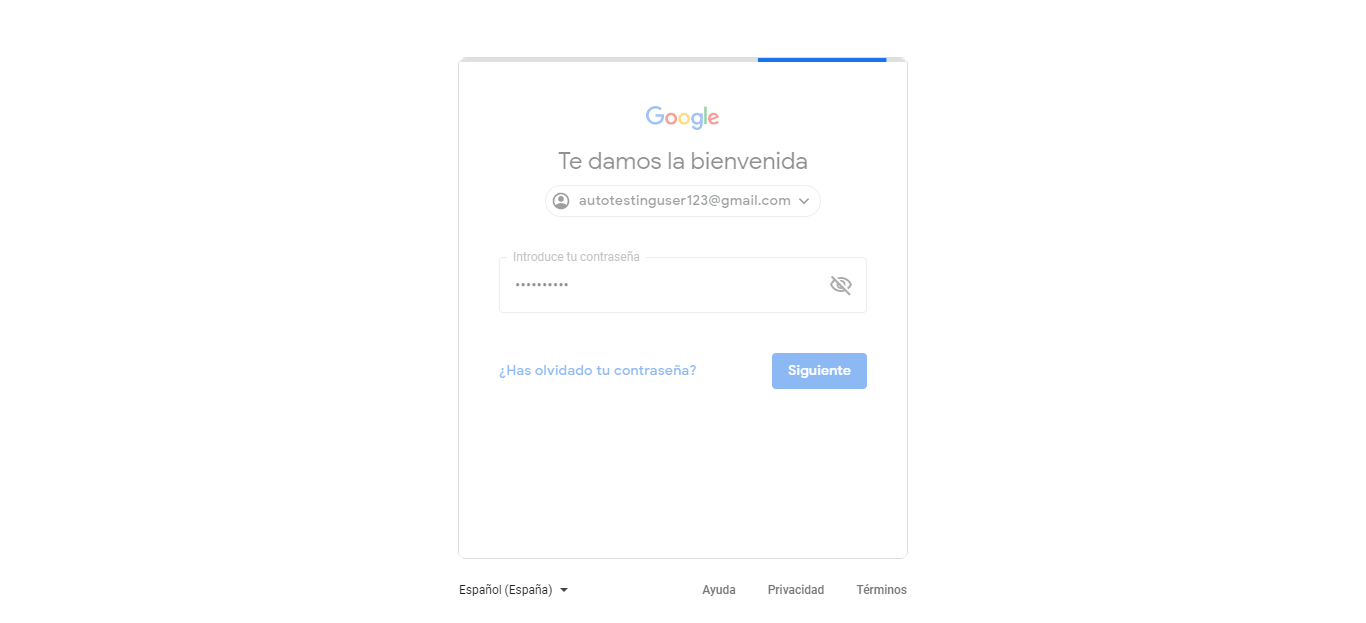 Google
Te damos la bienvenida
autotestinguser123@gmail.com
Introduce tu contraseña
••••••••••
¿Has olvidado tu contraseña?
Siguiente
Español (España)
Ayuda
Privacidad
Términos